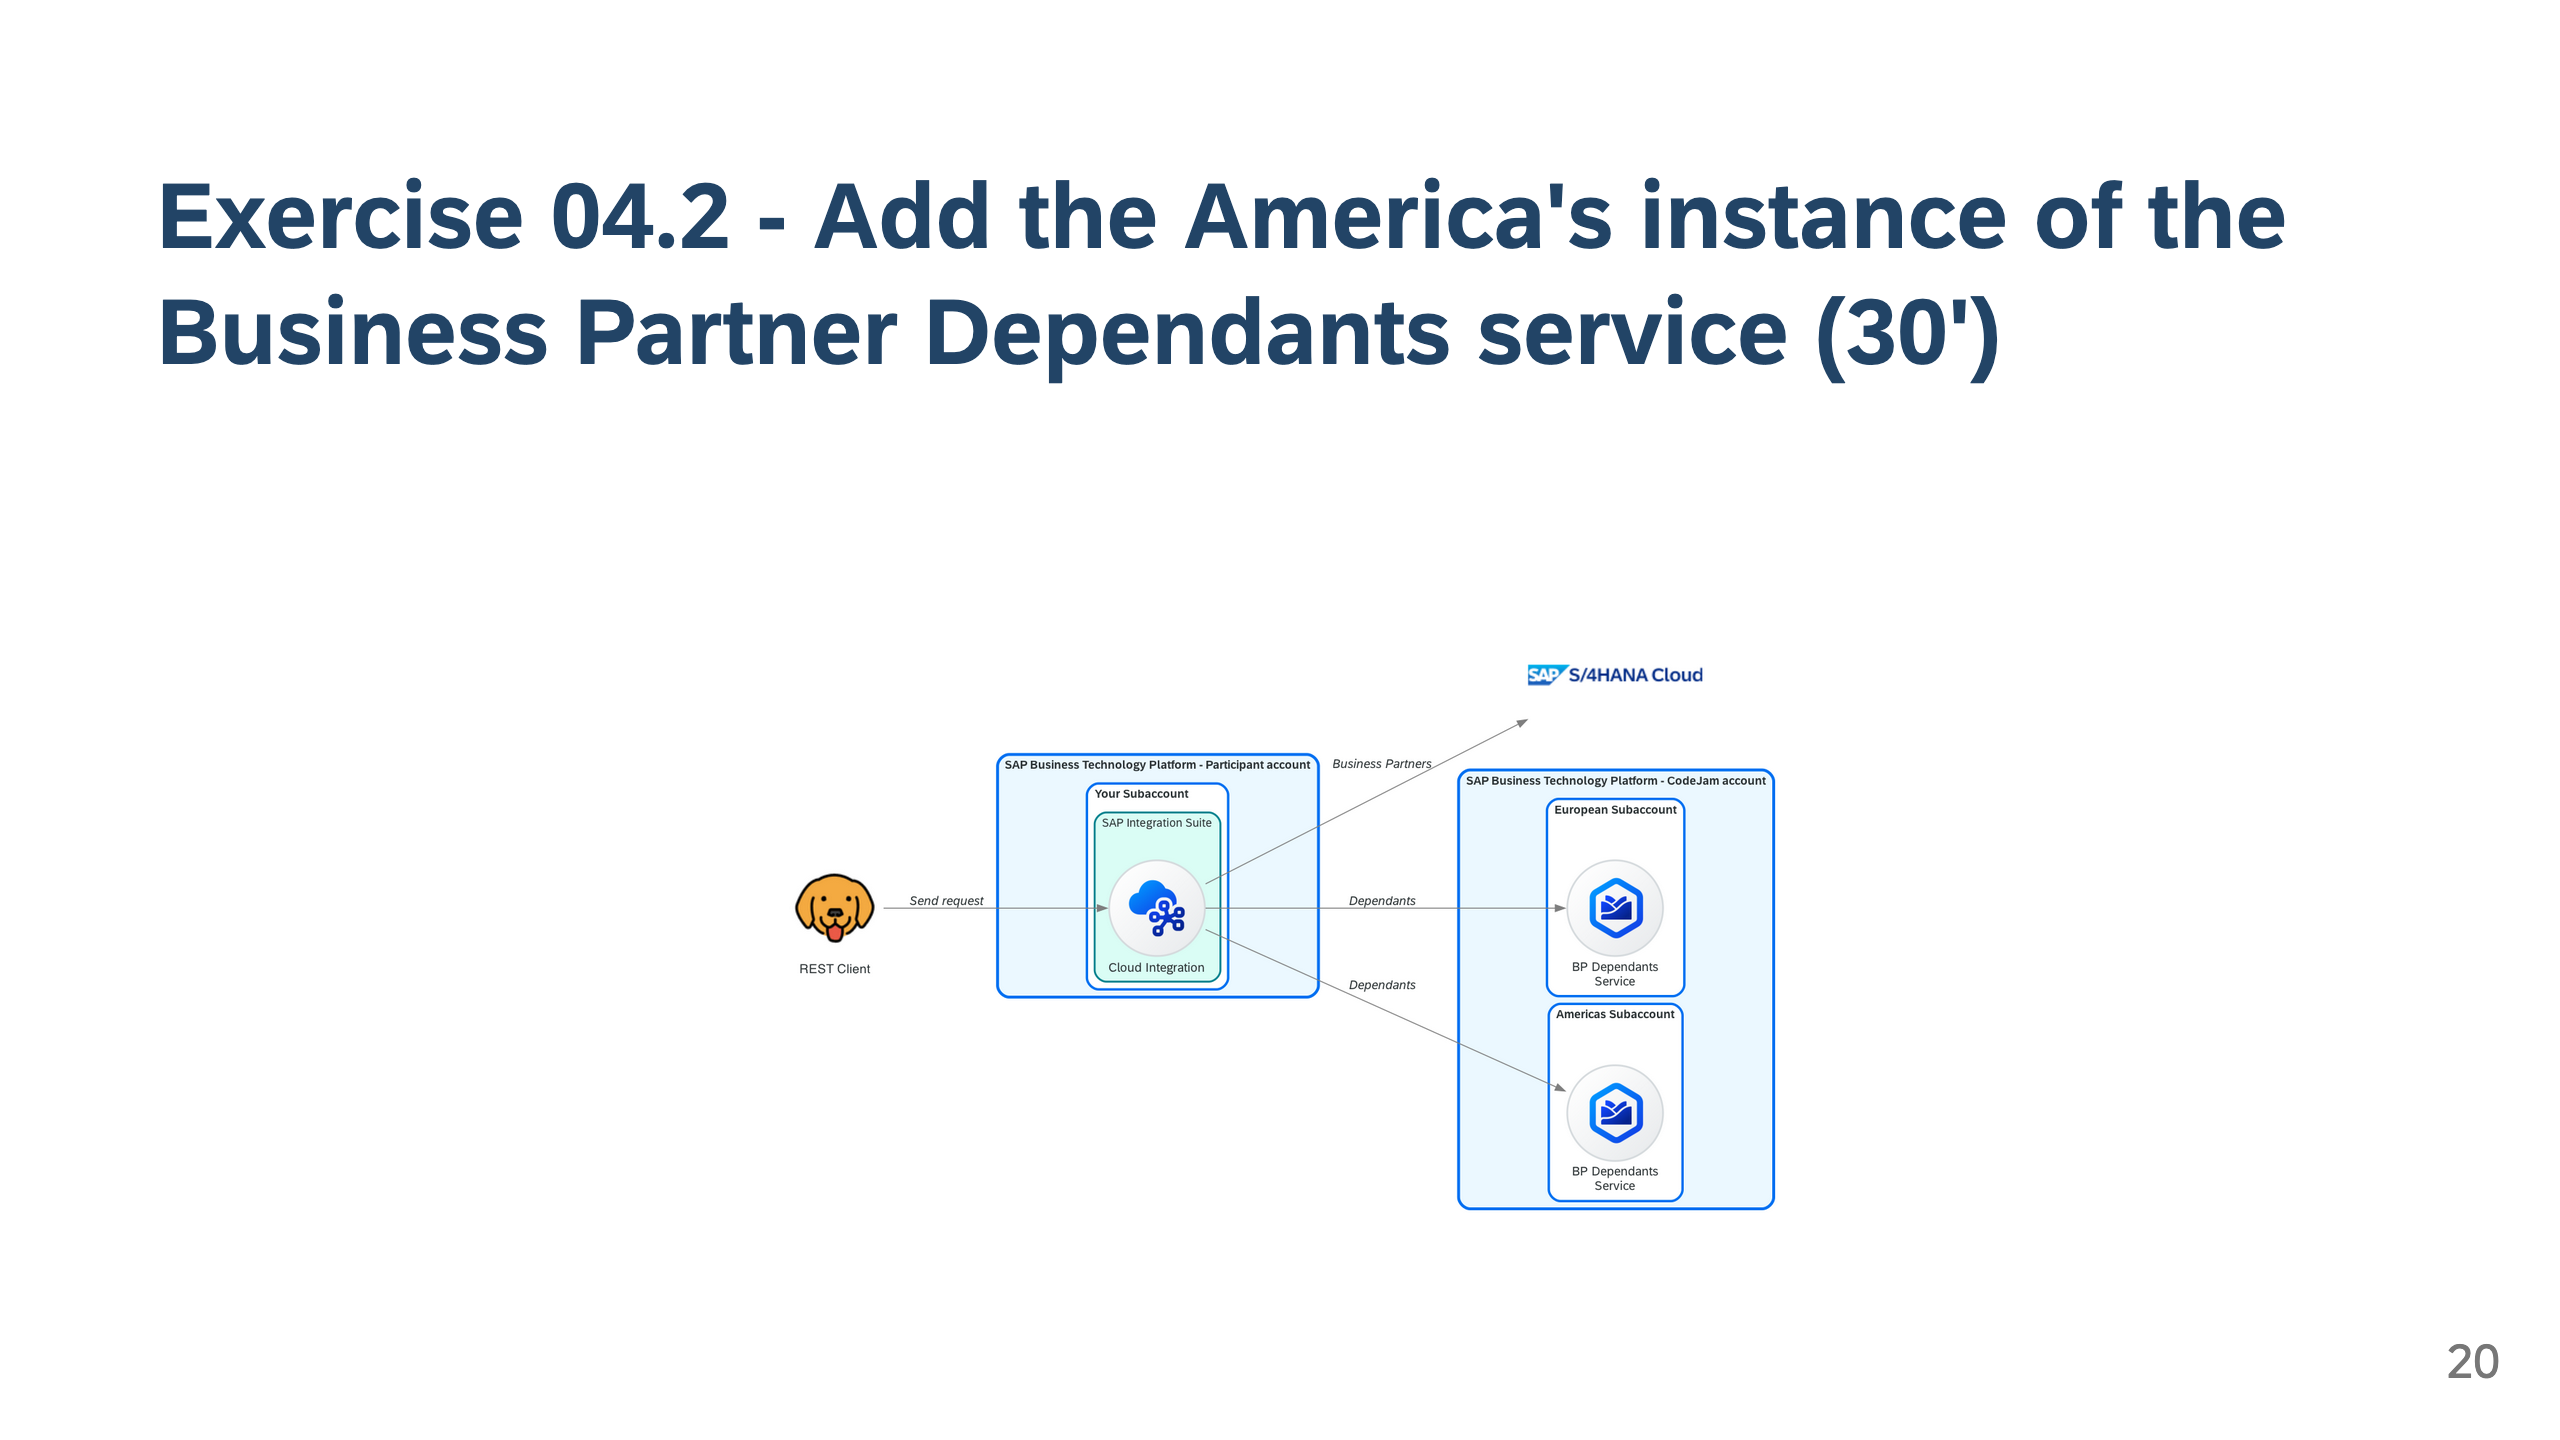 Exercise 04.2 - Add the America's instance of the
Business Partner Dependants service (30')
SAP S/4HANA Cloud
SAP Business Technology Platform - Participant account
Business Partners
SAP Business Technology Platform - CodeJam account
Your Subaccount
European Subaccount
SAP Integration Suite
Send request
Dependants
Cloud Integration
REST Client
BP Dependants
Service
Dependants
Americas Subaccount
BP Dependants
Service
20